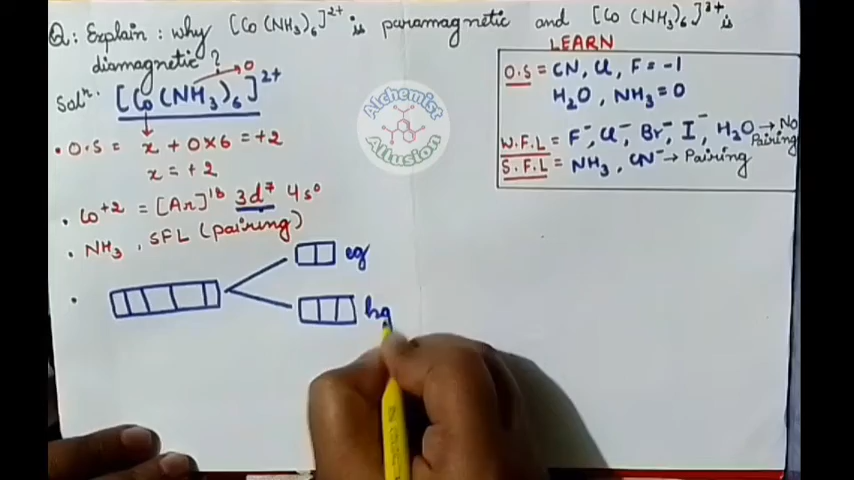 Q: Explain: why [Co(NH₃)₆]²⁺ is paramagnetic and [Co(NH₃)₆]³⁺ is
diamagnetic?
Solⁿ. [Co(NH₃)₆]²⁺
0
• O.S = x + 0×6 = +2
x = +2
• Co⁺² = [Ar]¹⁸ 3d⁷ 4s⁰
• NH₃, SFL (pairing)
•
eg
t₂g
Alchemist
Allusion
LEARN
O.S = CN, Cl, F = -1
H₂O, NH₃ = 0
W.F.L = F⁻, Cl⁻, Br⁻, I⁻, H₂O → No Pairing
S.F.L = NH₃, CN⁻ → Pairing